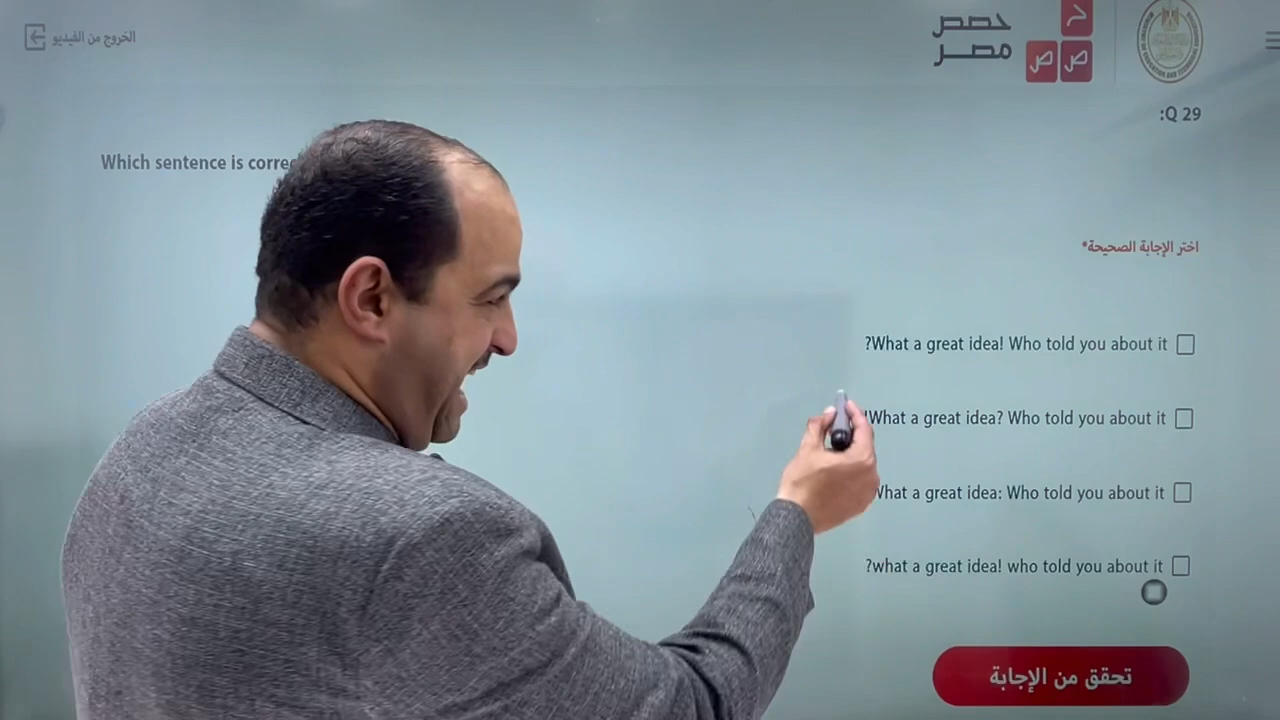 الخروج من الفيديو
حصص
مصر
ح
ص ص
:Q 29
Which sentence is
اختر الإجابة الصحيحة*
?What a great idea! Who told you about it
What a great idea? Who told you about it
What a great idea: Who told you about it
?what a great idea! who told you about it
تحقق من الإجابة